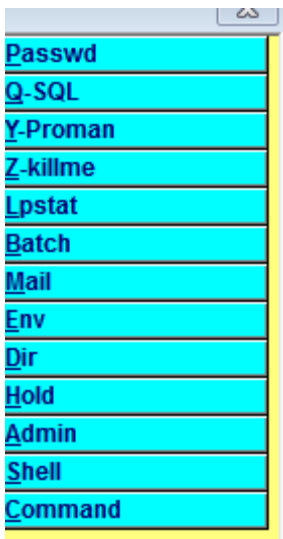 Passwd
Q-SQL
Y-Proman
Z-killme
Lpstat
Batch
Mail
Env
Dir
Hold
Admin
Shell
Command